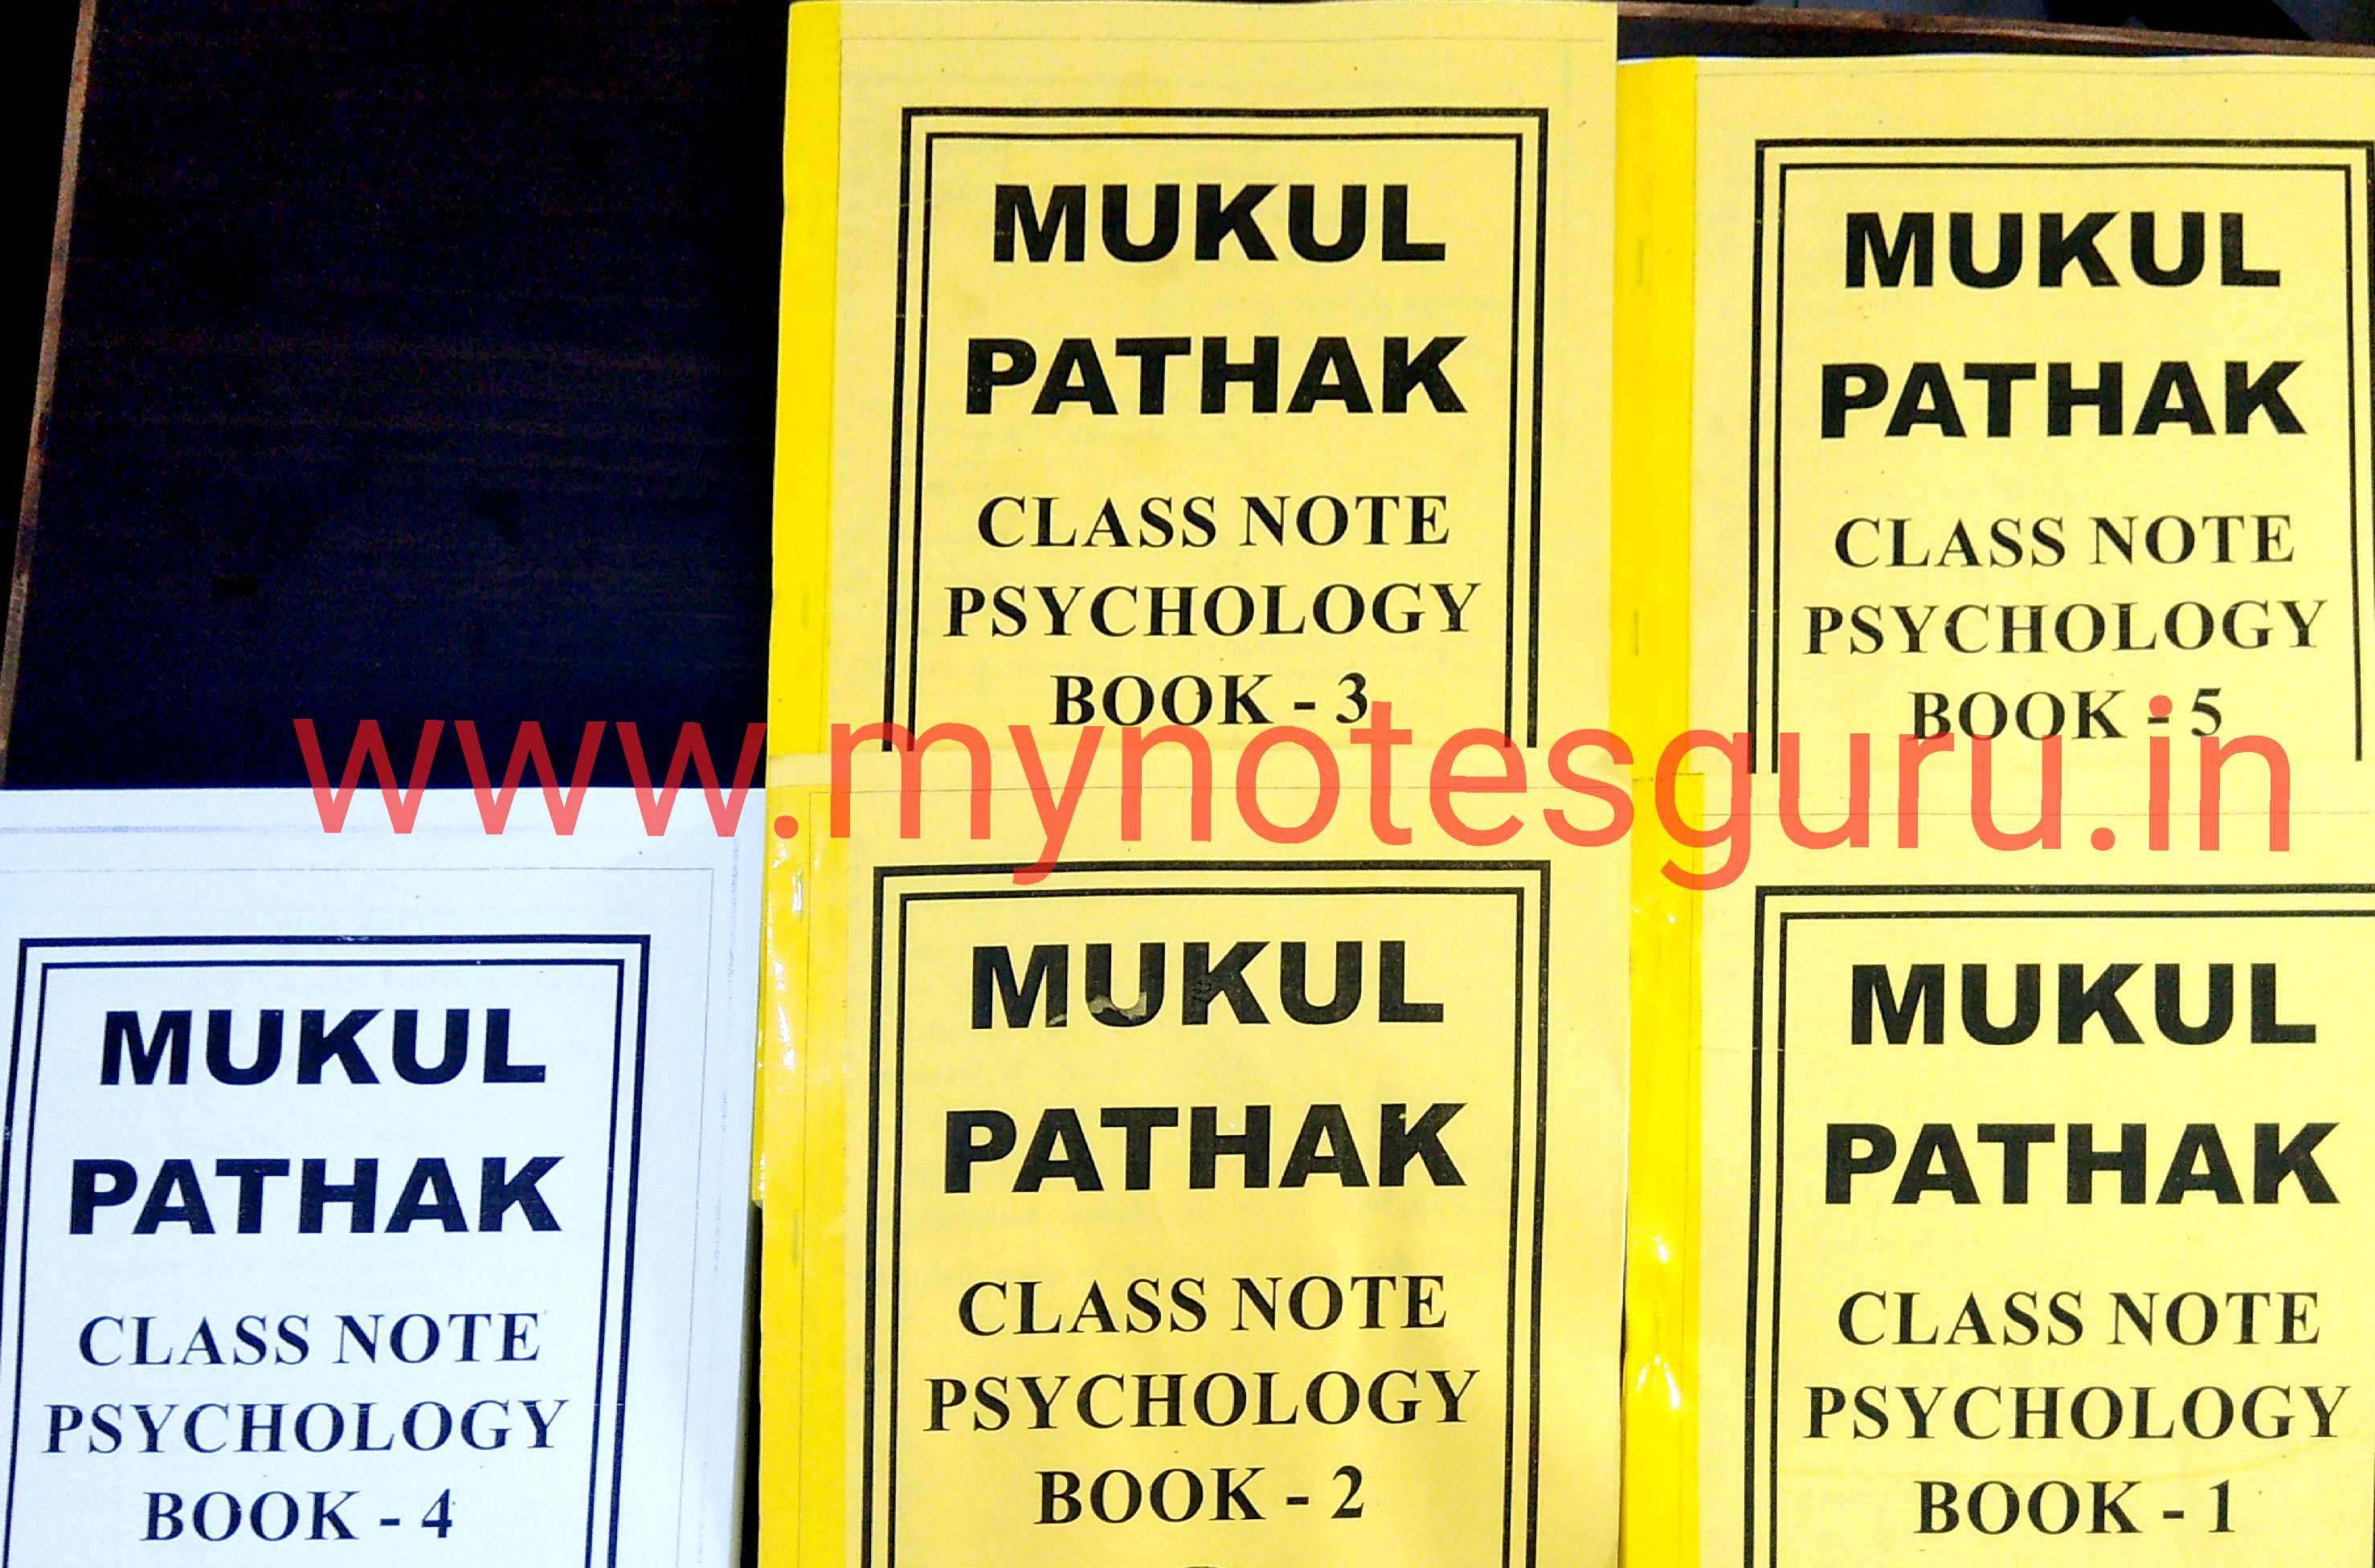 MUKUL
PATHAK
CLASS NOTE
PSYCHOLOGY
BOOK - 3
MUKUL
PATHAK
CLASS NOTE
PSYCHOLOGY
BOOK - 5
www.mynotesguru.in
MUKUL
PATHAK
CLASS NOTE
PSYCHOLOGY
BOOK - 4
MUKUL
PATHAK
CLASS NOTE
PSYCHOLOGY
BOOK - 2
MUKUL
PATHAK
CLASS NOTE
PSYCHOLOGY
BOOK - 1